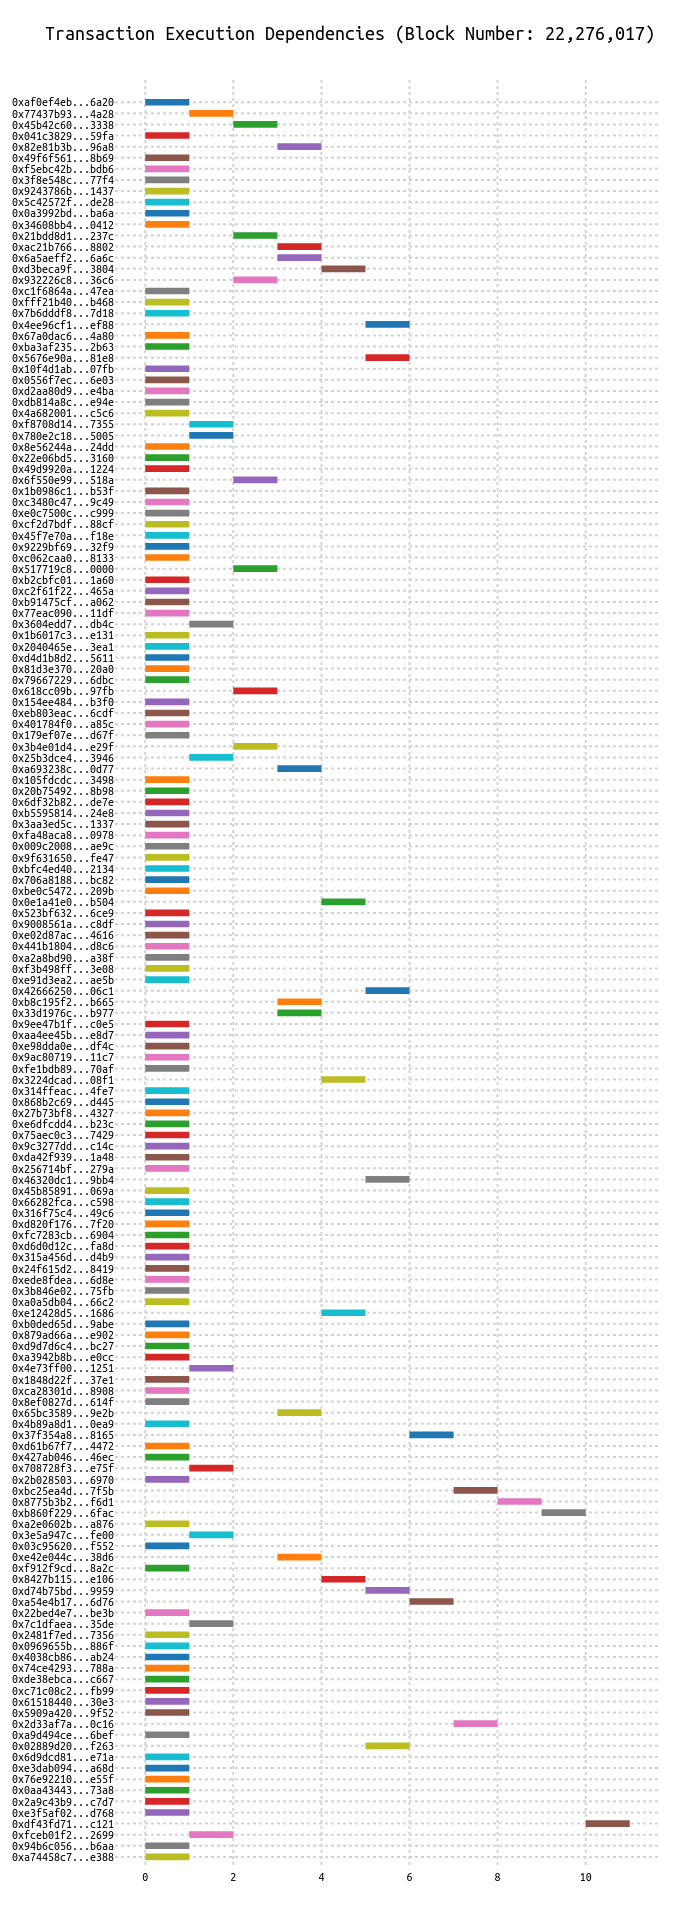 Transaction Execution Dependencies (Block Number: 22,276,017)
0xaf0ef4eb...6a20
0x77437b93...4a28
0x45b42c60...3338
0x041c3829...59fa
0x82e81b3b...96a8
0x49f6f561...8b69
0xf5ebc42b...bdb6
0x3f8e548c...77f4
0x9243786b...1437
0x5c42572f...de28
0x0a3992bd...ba6a
0x34608bb4...0412
0x21bdd8d1...237c
0xac21b766...8802
0x6a5aeff2...6a6c
0xd3beca9f...3804
0x932226c8...36c6
0xc1f6864a...47ea
0xfff21b40...b468
0x7b6dddf8...7d18
0x4ee96cf1...ef88
0x67a0dac6...4a80
0xba3af235...2b63
0x5676e90a...81e8
0x10f4d1ab...07fb
0x0556f7ec...6e03
0xd2aa80d9...e4ba
0xdb814a8c...e94e
0x4a682001...c5c6
0xf8708d14...7355
0x780e2c18...5005
0x8e56244a...24dd
0x22e06bd5...3160
0x49d9920a...1224
0x6f550e99...518a
0x1b0986c1...b53f
0xc3480c47...9c49
0xe0c7500c...c999
0xcf2d7bdf...88cf
0x45f7e70a...f18e
0x9229bf69...32f9
0xc062caa0...8133
0x517719c8...0000
0xb2cbfc01...1a60
0xc2f61f22...465a
0xb91475cf...a062
0x77eac090...11df
0x3604edd7...db4c
0x1b6017c3...e131
0x2040465e...3ea1
0xd4d1b8d2...5611
0x81d3e370...20a0
0x79667229...6dbc
0x618cc09b...97fb
0x154ee484...b3f0
0xeb803eac...6cdf
0x401784f0...a85c
0x179ef07e...d67f
0x3b4e01d4...e29f
0x25b3dce4...3946
0xa693238c...0d77
0x105fdcdc...3498
0x20b75492...8b98
0x6df32b82...de7e
0xb5595814...24e8
0x3aa3ed5c...1337
0xfa48aca8...0978
0x009c2008...ae9c
0x9f631650...fe47
0xbfc4ed40...2134
0x706a8188...bc82
0xbe0c5472...209b
0x0e1a41e0...b504
0x523bf632...6ce9
0x9008561a...c8df
0xe02d87ac...4616
0x441b1804...d8c6
0xa2a8bd90...a38f
0xf3b498ff...3e08
0xe91d3ea2...ae5b
0x42666250...06c1
0xb8c195f2...b665
0x33d1976c...b977
0x9ee47b1f...c0e5
0xaa4ee45b...e8d7
0xe98dda0e...df4c
0x9ac80719...11c7
0xfe1bdb89...70af
0x3224dcad...08f1
0x314ffeac...4fe7
0x868b2c69...d445
0x27b73bf8...4327
0xe6dfcdd4...b23c
0x75aec0c3...7429
0x9c3277dd...c14c
0xda42f939...1a48
0x256714bf...279a
0x46320dc1...9bb4
0x45b85891...069a
0x66282fca...c598
0x316f75c4...49c6
0xd820f176...7f20
0xfc7283cb...6904
0xd6d0d12c...fa8d
0x315a456d...d4b9
0x24f615d2...8419
0xede8fdea...6d8e
0x3b846e02...75fb
0xa0a5db04...66c2
0xe12428d5...1686
0xb0ded65d...9abe
0x879ad66a...e902
0xd9d7d6c4...bc27
0xa3942b8b...e0cc
0x4e73ff00...1251
0x1848d22f...37e1
0xca28301d...8908
0x8ef0827d...614f
0x65bc3589...9e2b
0x4b89a8d1...0ea9
0x37f354a8...8165
0xd61b67f7...4472
0x427ab046...46ec
0x708728f3...e75f
0x2b028503...6970
0xbc25ea4d...7f5b
0x8775b3b2...f6d1
0xb860f229...6fac
0xa2e0602b...a876
0x3e5a947c...fe00
0x03c95620...f552
0xe42e044c...38d6
0xf912f9cd...8a2c
0x8427b115...e106
0xd74b75bd...9959
0xa54e4b17...6d76
0x22bed4e7...be3b
0x7c1dfaea...35de
0x2481f7ed...7356
0x0969655b...886f
0x4038cb86...ab24
0x74ce4293...788a
0xde38ebca...c667
0xc71c08c2...fb99
0x61518440...30e3
0x5909a420...9f52
0x2d33af7a...0c16
0xa9d494ce...6bef
0x02889d20...f263
0x6d9dcd81...e71a
0xe3dab094...a68d
0x76e92210...e55f
0x0aa43443...73a8
0x2a9c43b9...c7d7
0xe3f5af02...d768
0xdf43fd71...c121
0xfceb01f2...2699
0x94b6c056...b6aa
0xa74458c7...e388
0 2 4 6 8 10